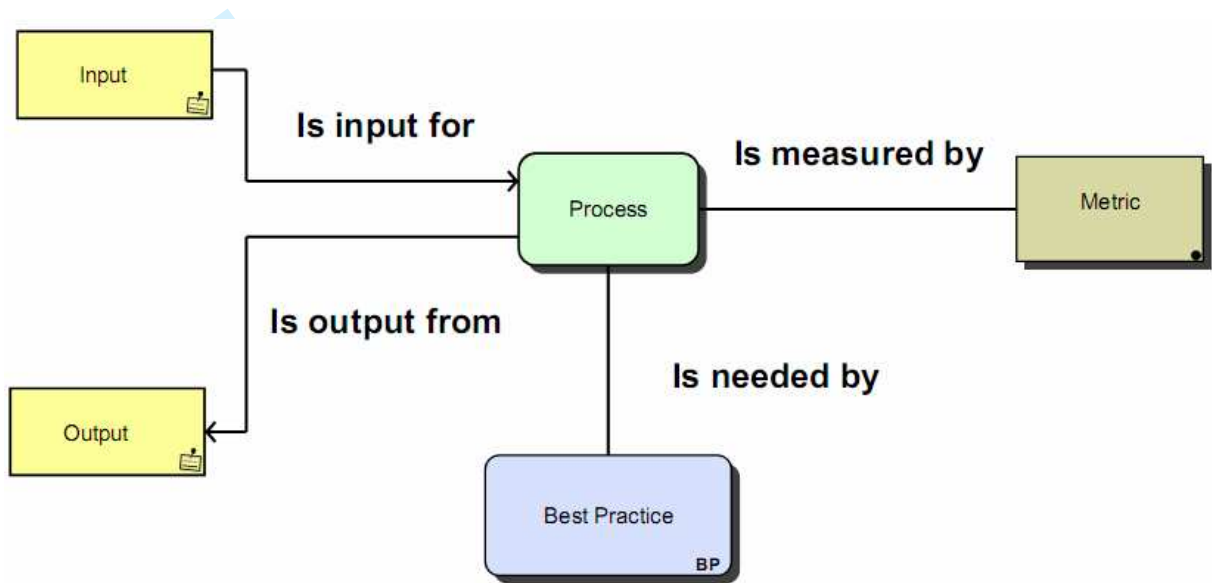 Input
Is input for
Is measured by
Process
Metric
Is output from
Is needed by
Output
Best Practice
BP